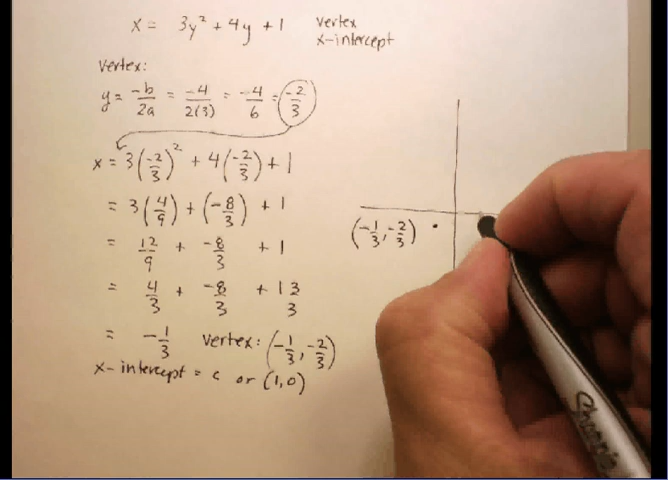 x = 3y² + 4y + 1 vertex
x-intercept
vertex:
y = -b/2a = -4/2(3) = -4/6 = -2/3
x = 3(-2/3)² + 4(-2/3) + 1
= 3(4/9) + (-8/3) + 1
= 12/9 + -8/3 + 1
= 4/3 + -8/3 + 1 3/3
= -1/3 vertex: (-1/3, -2/3)
x-intercept = c or (1,0)
(-1/3, -2/3)
Sharpie